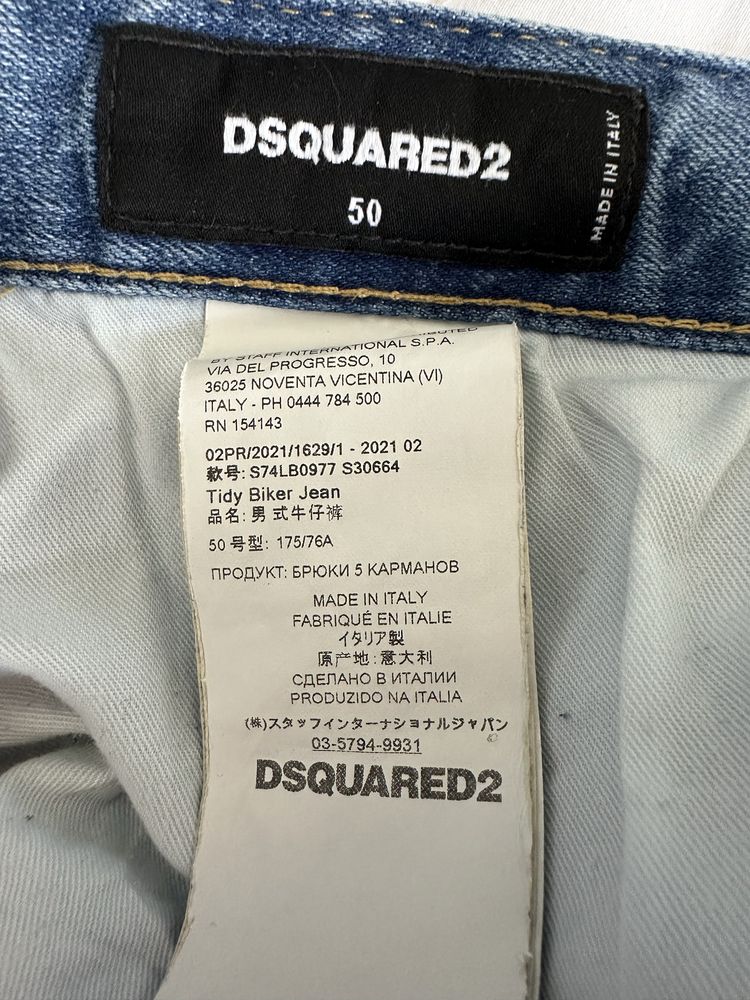 DSQUARED2
50
MADE IN ITALY
BY STAFF INTERNATIONAL S.P.A.
VIA DEL PROGRESSO, 10
36025 NOVENTA VICENTINA (VI)
ITALY - PH 0444 784 500
RN 154143
02PR/2021/1629/1 - 2021 02
款号: S74LB0977 S30664
Tidy Biker Jean
品名: 男式牛仔裤
50 号型: 175/76A
ПРОДУКТ: БРЮКИ 5 КАРМАНОВ
MADE IN ITALY
FABRIQUÉ EN ITALIE
イタリア製
原产地: 意大利
СДЕЛАНО В ИТАЛИИ
PRODUZIDO NA ITALIA
(株)スタッフインターナショナルジャパン
03-5794-9931
DSQUARED2